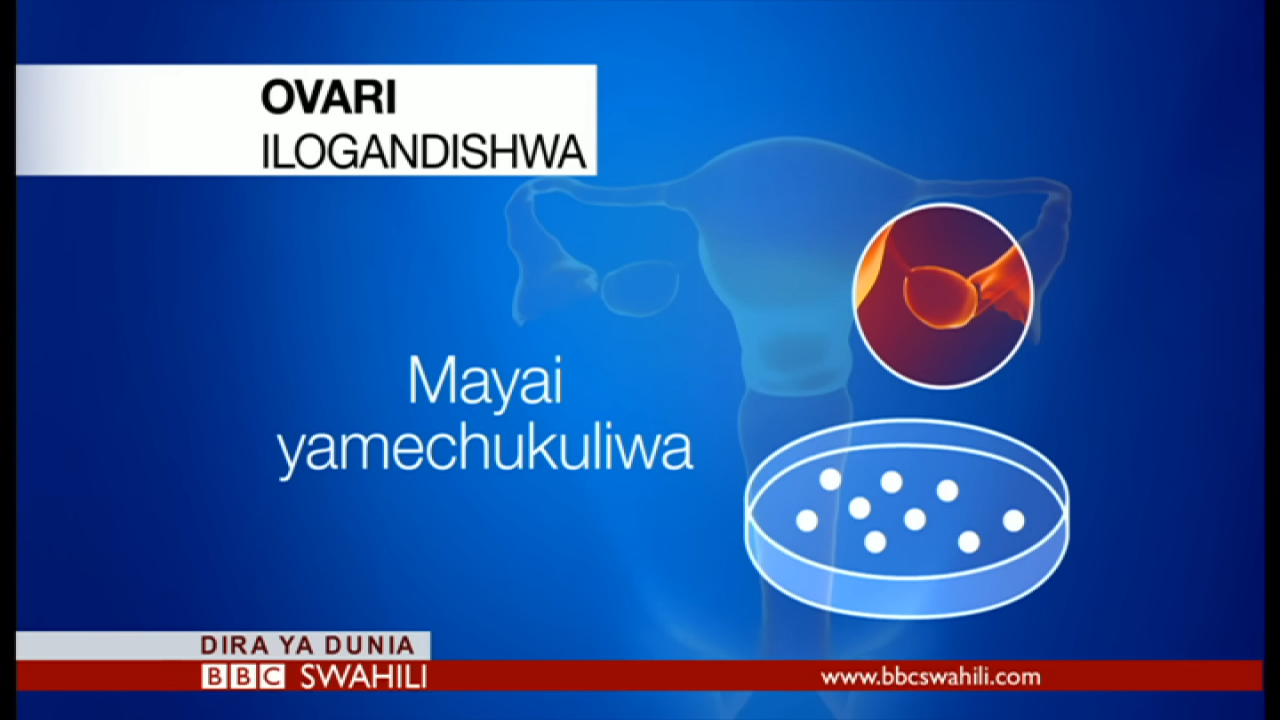 OVARI
ILOGANDISHWA
Mayai
yamechukuliwa
DIRA YA DUNIA
BBC SWAHILI
www.bbcswahili.com